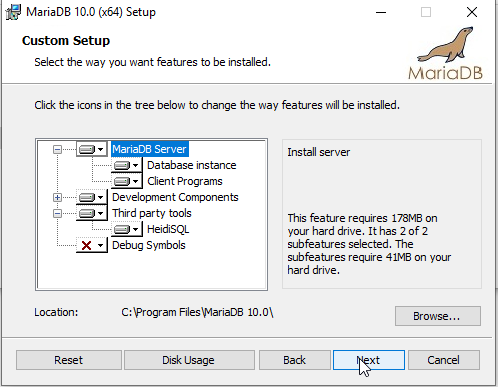 MariaDB 10.0 (x64) Setup
Custom Setup
Select the way you want features to be installed.
MariaDB
Click the icons in the tree below to change the way features will be installed.
MariaDB Server
Database instance
Client Programs
Development Components
Third party tools
HeidiSQL
Debug Symbols
Install server
This feature requires 178MB on
your hard drive. It has 2 of 2
subfeatures selected. The
subfeatures require 41MB on your
hard drive.
Location: C:\Program Files\MariaDB 10.0\
Browse...
Reset Disk Usage Back Next Cancel